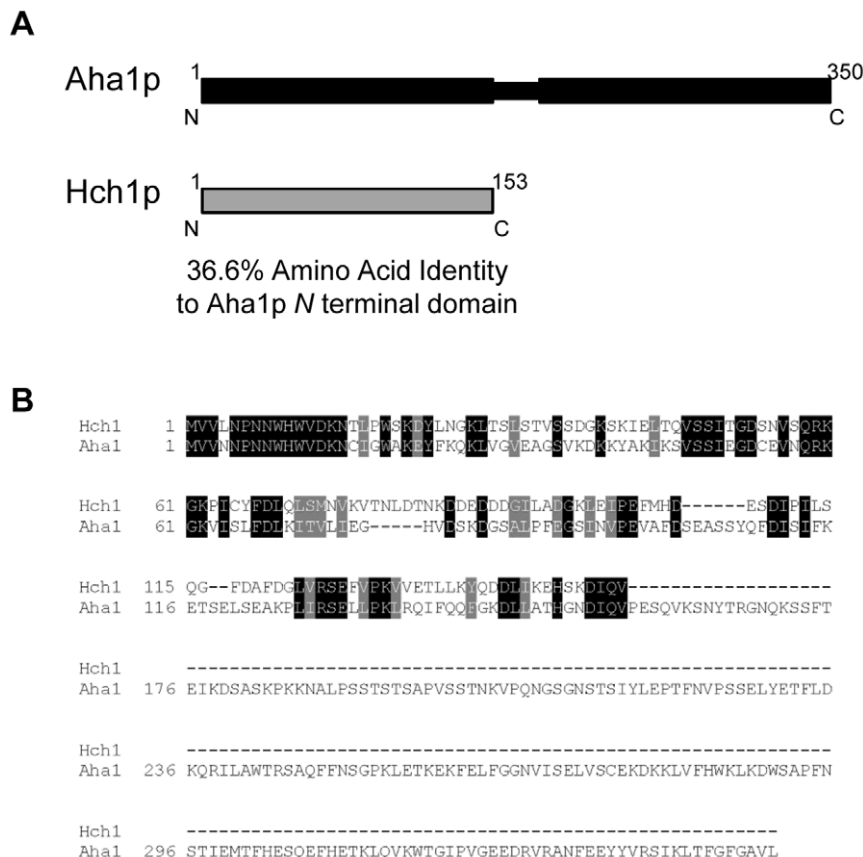 A
Aha1p
1
350
N
C
Hch1p
1
153
N
C
36.6% Amino Acid Identity
to Aha1p N terminal domain
B
Hch1 1 MVVLNPNNWHWVDKNTLPWSKDYLNGKLTSLSTVSSDGKSKIELTQVSSITGDSNVSQRK
Aha1 1 MVVNNPNNWHWVDKNCIGWAKEYFKQKLVGVEAGSVKDKKYAKIKSVSSIEGDCEVNQRK
Hch1 61 GKPICYFDLQLSMNVKVTNLDTNKDDEDDDGILADGKLEIPEFMHD------ESDIPILS
Aha1 61 GKVISLFDLKITVLIEG-----HVDSKDGSALPFEGSINVPEVAFDSEASSYQFDISIFK
Hch1 115 QG--FDAFDGLVRSEFVPKVVETLLKYQDDLIKEHSKDIQV-------------------
Aha1 116 ETSELSEAKPLIRSELLPKLRQIFQQFGKDLLATHGNDIQVPESQVKSNYTRGNQKSSFT
Hch1 ------------------------------------------------------------
Aha1 176 EIKDSASKPKKNALPSSTSTSAPVSSTNKVPQNGSGNSTSIYLEPTFNVPSSELYETFLD
Hch1 ------------------------------------------------------------
Aha1 236 KQRILAWTRSAQFFNSGPKLETKEKFELFGGNVISELVSCEKDKKLVFHWKLKDWSAPFN
Hch1 -------------------------------------------------------
Aha1 296 STIEMTFHESQEFHETKLQVKWTGIPVGEEDRVRANFEEYYVRSIKLTFGFGAVL